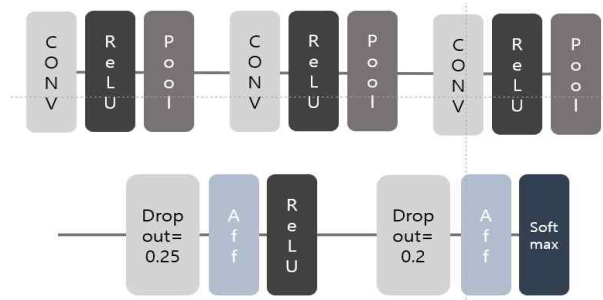 CONV ReLU Pool CONV ReLU Pool CONV ReLU Pool
Drop out= 0.25 Aff ReLU Drop out= 0.2 Aff Soft max